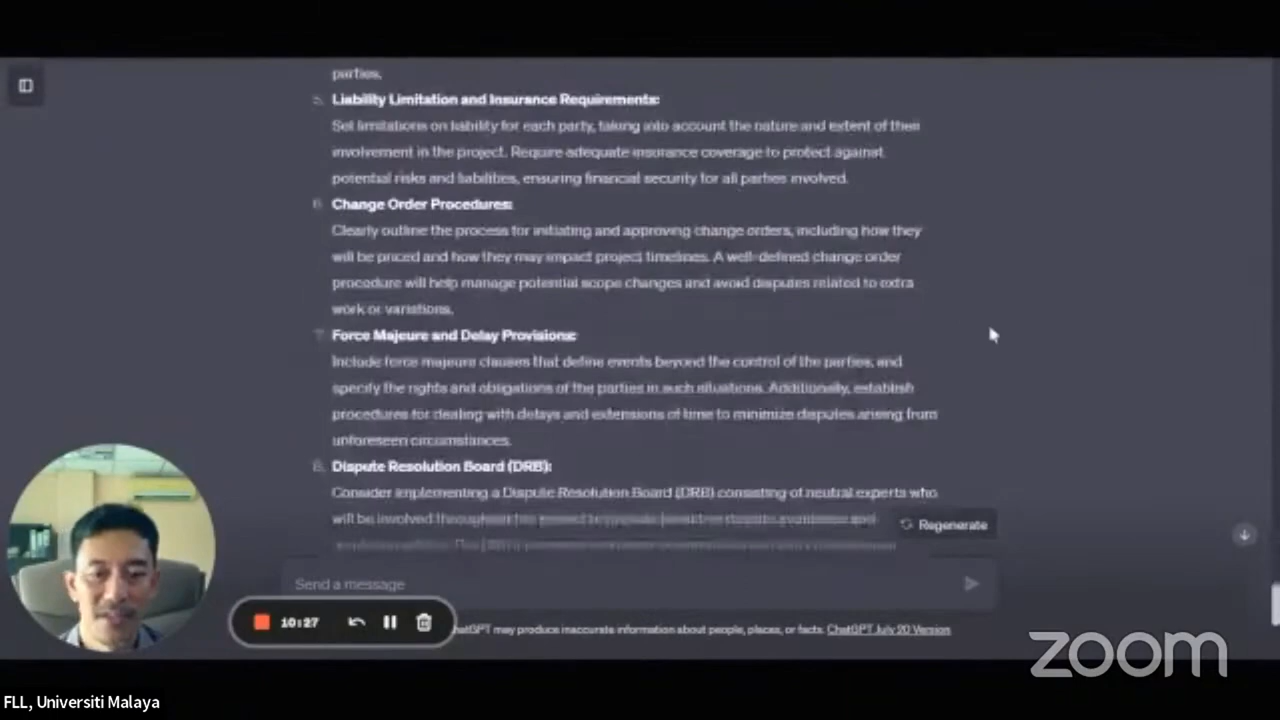 parties.
5. Liability Limitation and Insurance Requirements:
Set limitations on liability for each party, taking into account the nature and extent of their
involvement in the project. Require adequate insurance coverage to protect against
potential risks and liabilities, ensuring financial security for all parties involved.
6. Change Order Procedures:
Clearly outline the process for initiating and approving change orders, including how they
will be priced and how they may impact project timelines. A well-defined change order
procedure will help manage potential scope changes and avoid disputes related to extra
work or variations.
7. Force Majeure and Delay Provisions:
Include force majeure clauses that define events beyond the control of the parties, and
specify the rights and obligations of the parties in such situations. Additionally, establish
procedures for dealing with delays and extensions of time to minimize disputes arising from
unforeseen circumstances.
8. Dispute Resolution Board (DRB):
Consider implementing a Dispute Resolution Board (DRB) consisting of neutral experts who
will be involved throughout
Regenerate
Send a message
10:27
hatGPT may produce inaccurate information about people, places, or facts. ChatGPT July 20 Version
zoom
FLL, Universiti Malaya